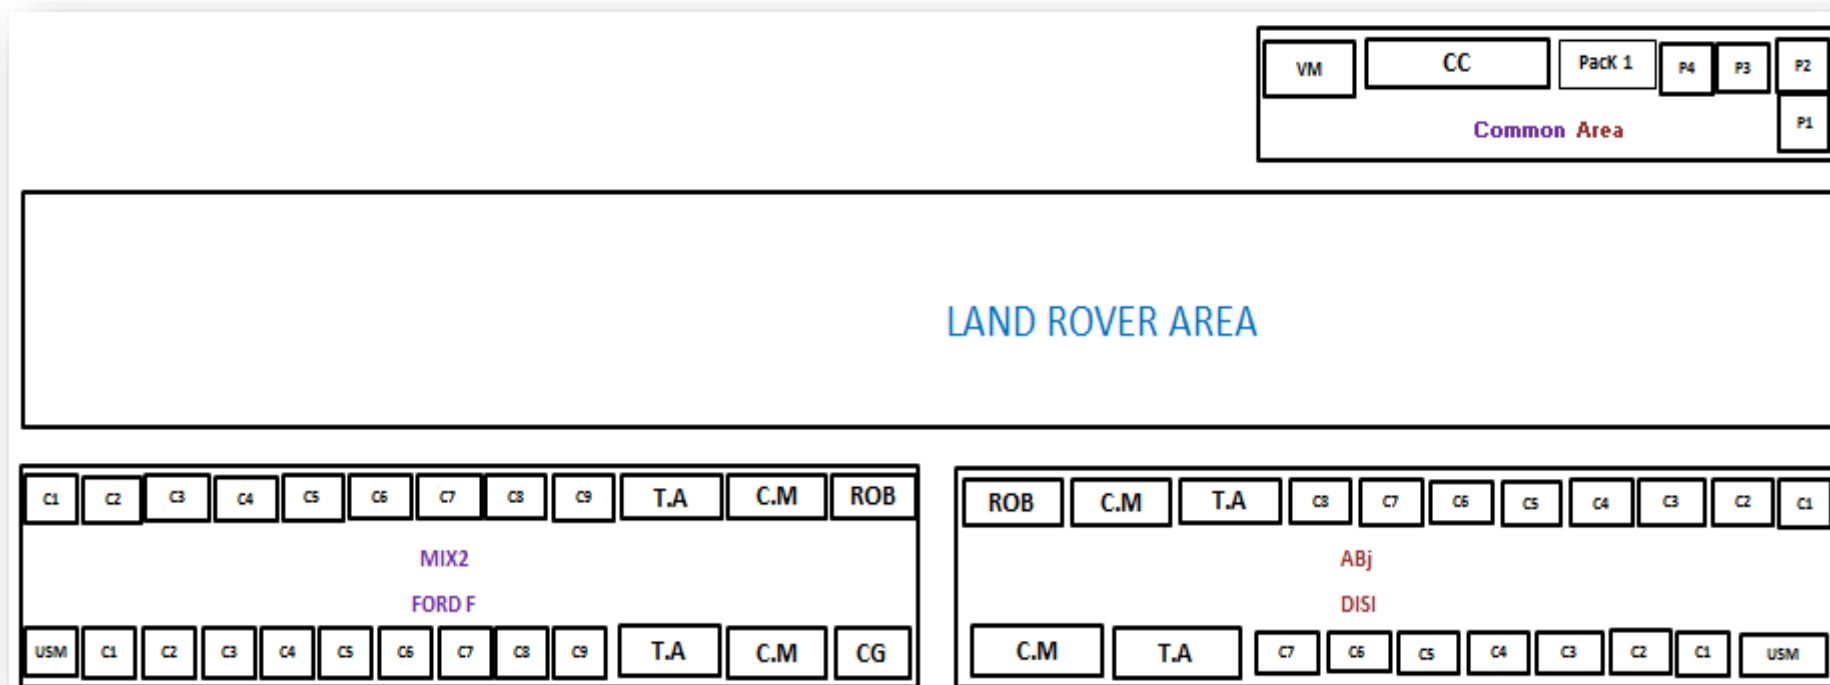 VM CC PacK 1 P4 P3 P2
Common Area P1
LAND ROVER AREA
C1 C2 C3 C4 C5 C6 C7 C8 C9 T.A C.M ROB
MIX2
FORD F
USM C1 C2 C3 C4 C5 C6 C7 C8 C9 T.A C.M CG
ROB C.M T.A C8 C7 C6 C5 C4 C3 C2 C1
ABj
DISI
C.M T.A C7 C6 C5 C4 C3 C2 C1 USM